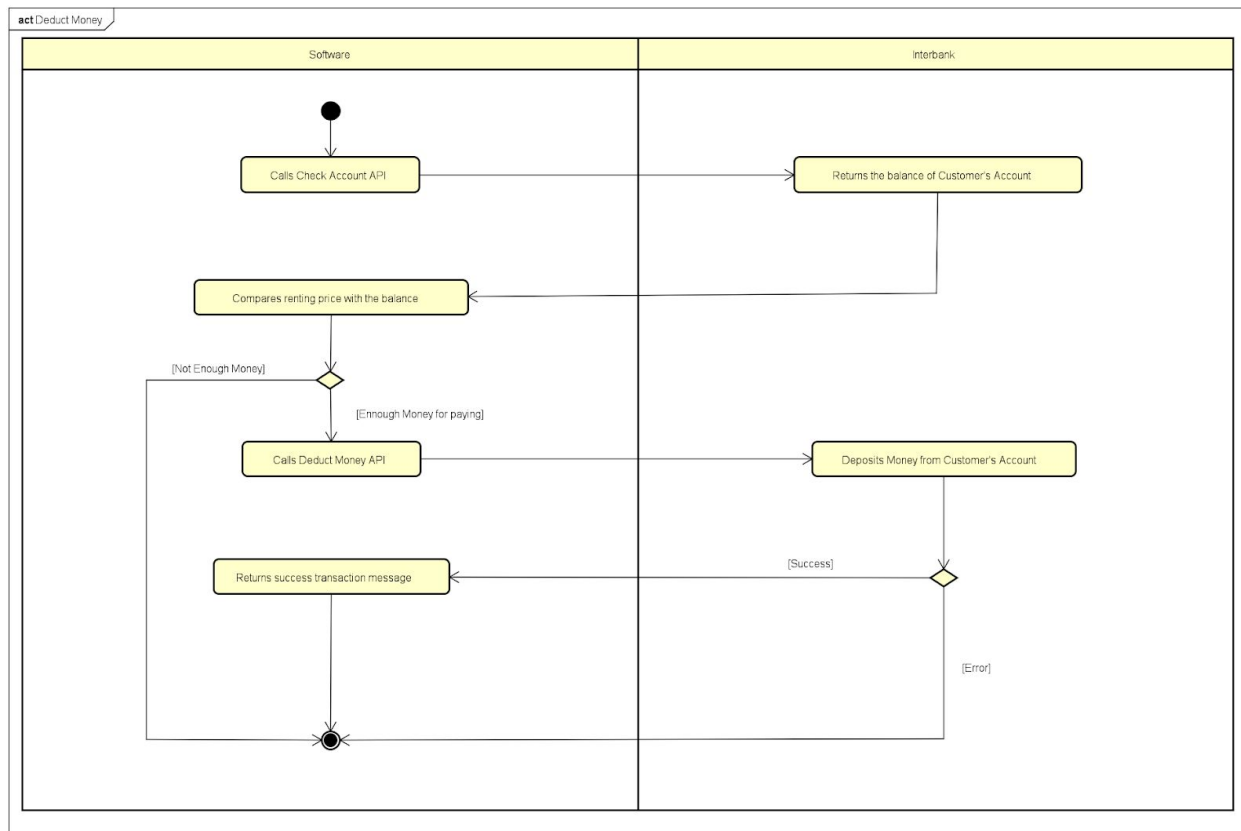 act Deduct Money
Software
Interbank
Calls Check Account API
Returns the balance of Customer's Account
Compares renting price with the balance
[Not Enough Money]
[Ennough Money for paying]
Calls Deduct Money API
Deposits Money from Customer's Account
[Success]
Returns success transaction message
[Error]